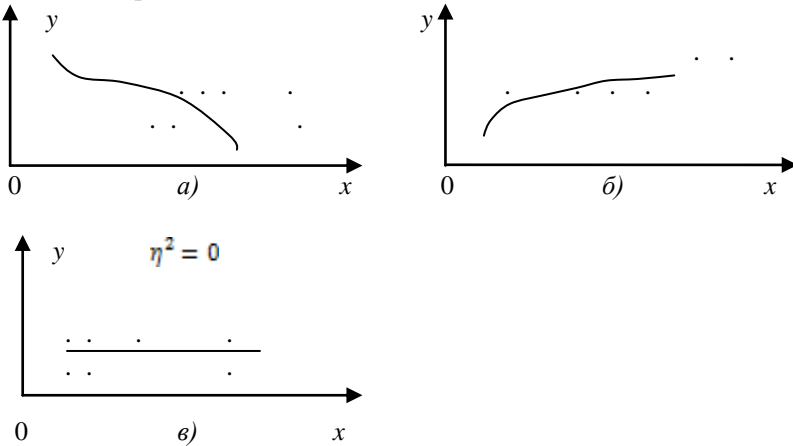 y
y
0 а) x
0 б) x
y η² = 0
0 в) x